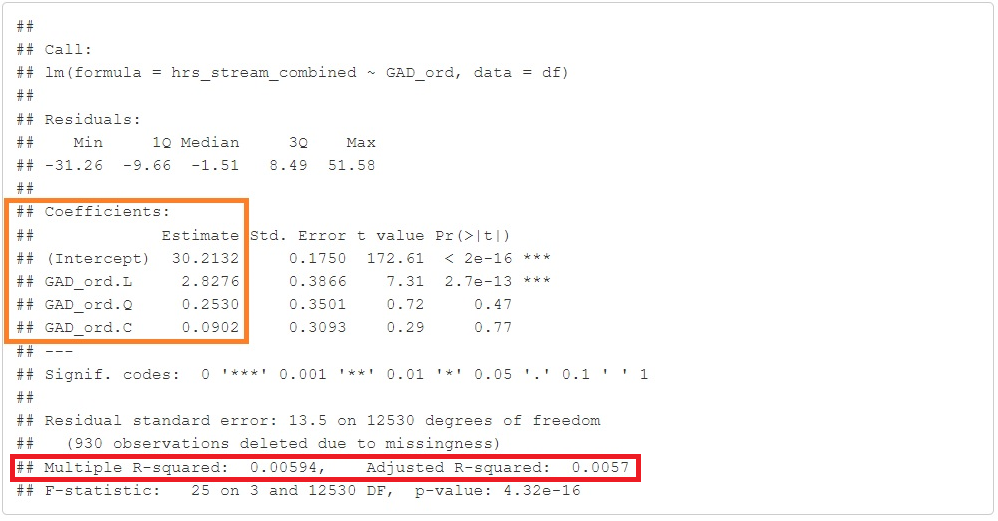 ##
## Call:
## lm(formula = hrs_stream_combined ~ GAD_ord, data = df)
##
## Residuals:
##    Min     1Q Median     3Q    Max
## -31.26  -9.66  -1.51   8.49  51.58
##
## Coefficients:
##             Estimate Std. Error t value Pr(>|t|)
## (Intercept)  30.2132     0.1750  172.61  < 2e-16 ***
## GAD_ord.L     2.8276     0.3866    7.31  2.7e-13 ***
## GAD_ord.Q     0.2530     0.3501    0.72     0.47
## GAD_ord.C     0.0902     0.3093    0.29     0.77
## ---
## Signif. codes:  0 '***' 0.001 '**' 0.01 '*' 0.05 '.' 0.1 ' ' 1
##
## Residual standard error: 13.5 on 12530 degrees of freedom
##   (930 observations deleted due to missingness)
## Multiple R-squared:  0.00594,    Adjusted R-squared:  0.0057
## F-statistic:   25 on 3 and 12530 DF,  p-value: 4.32e-16